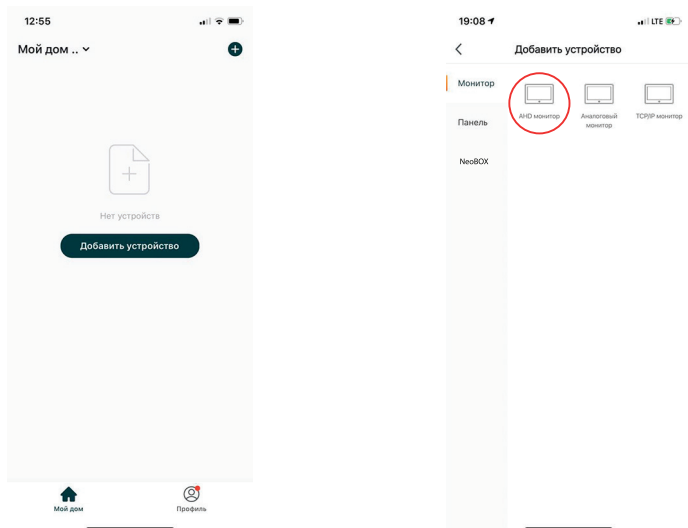 12:55
Мой дом ..
Нет устройств
Добавить устройство
Мой дом
Профиль
19:08
LTE
Добавить устройство
Монитор
Панель
NeoBOX
AHD монитор
Аналоговый
монитор
TCP/IP монитор